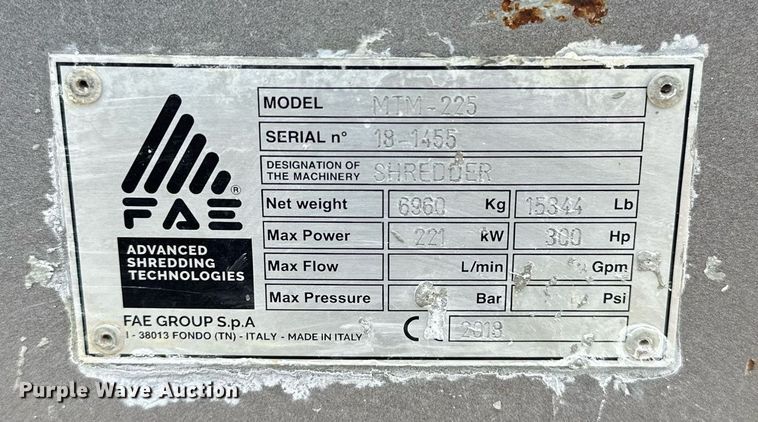 MODEL MTM-225
SERIAL n° 18-1455
DESIGNATION OF THE MACHINERY SHREDDER
Net weight 6960 Kg 15344 Lb
Max Power 221 kW 300 Hp
Max Flow L/min Gpm
Max Pressure Bar Psi
CE 2018
FAE®
ADVANCED
SHREDDING
TECHNOLOGIES
FAE GROUP S.p.A
I - 38013 FONDO (TN) - ITALY - MADE IN ITALY
Purple Wave Auction